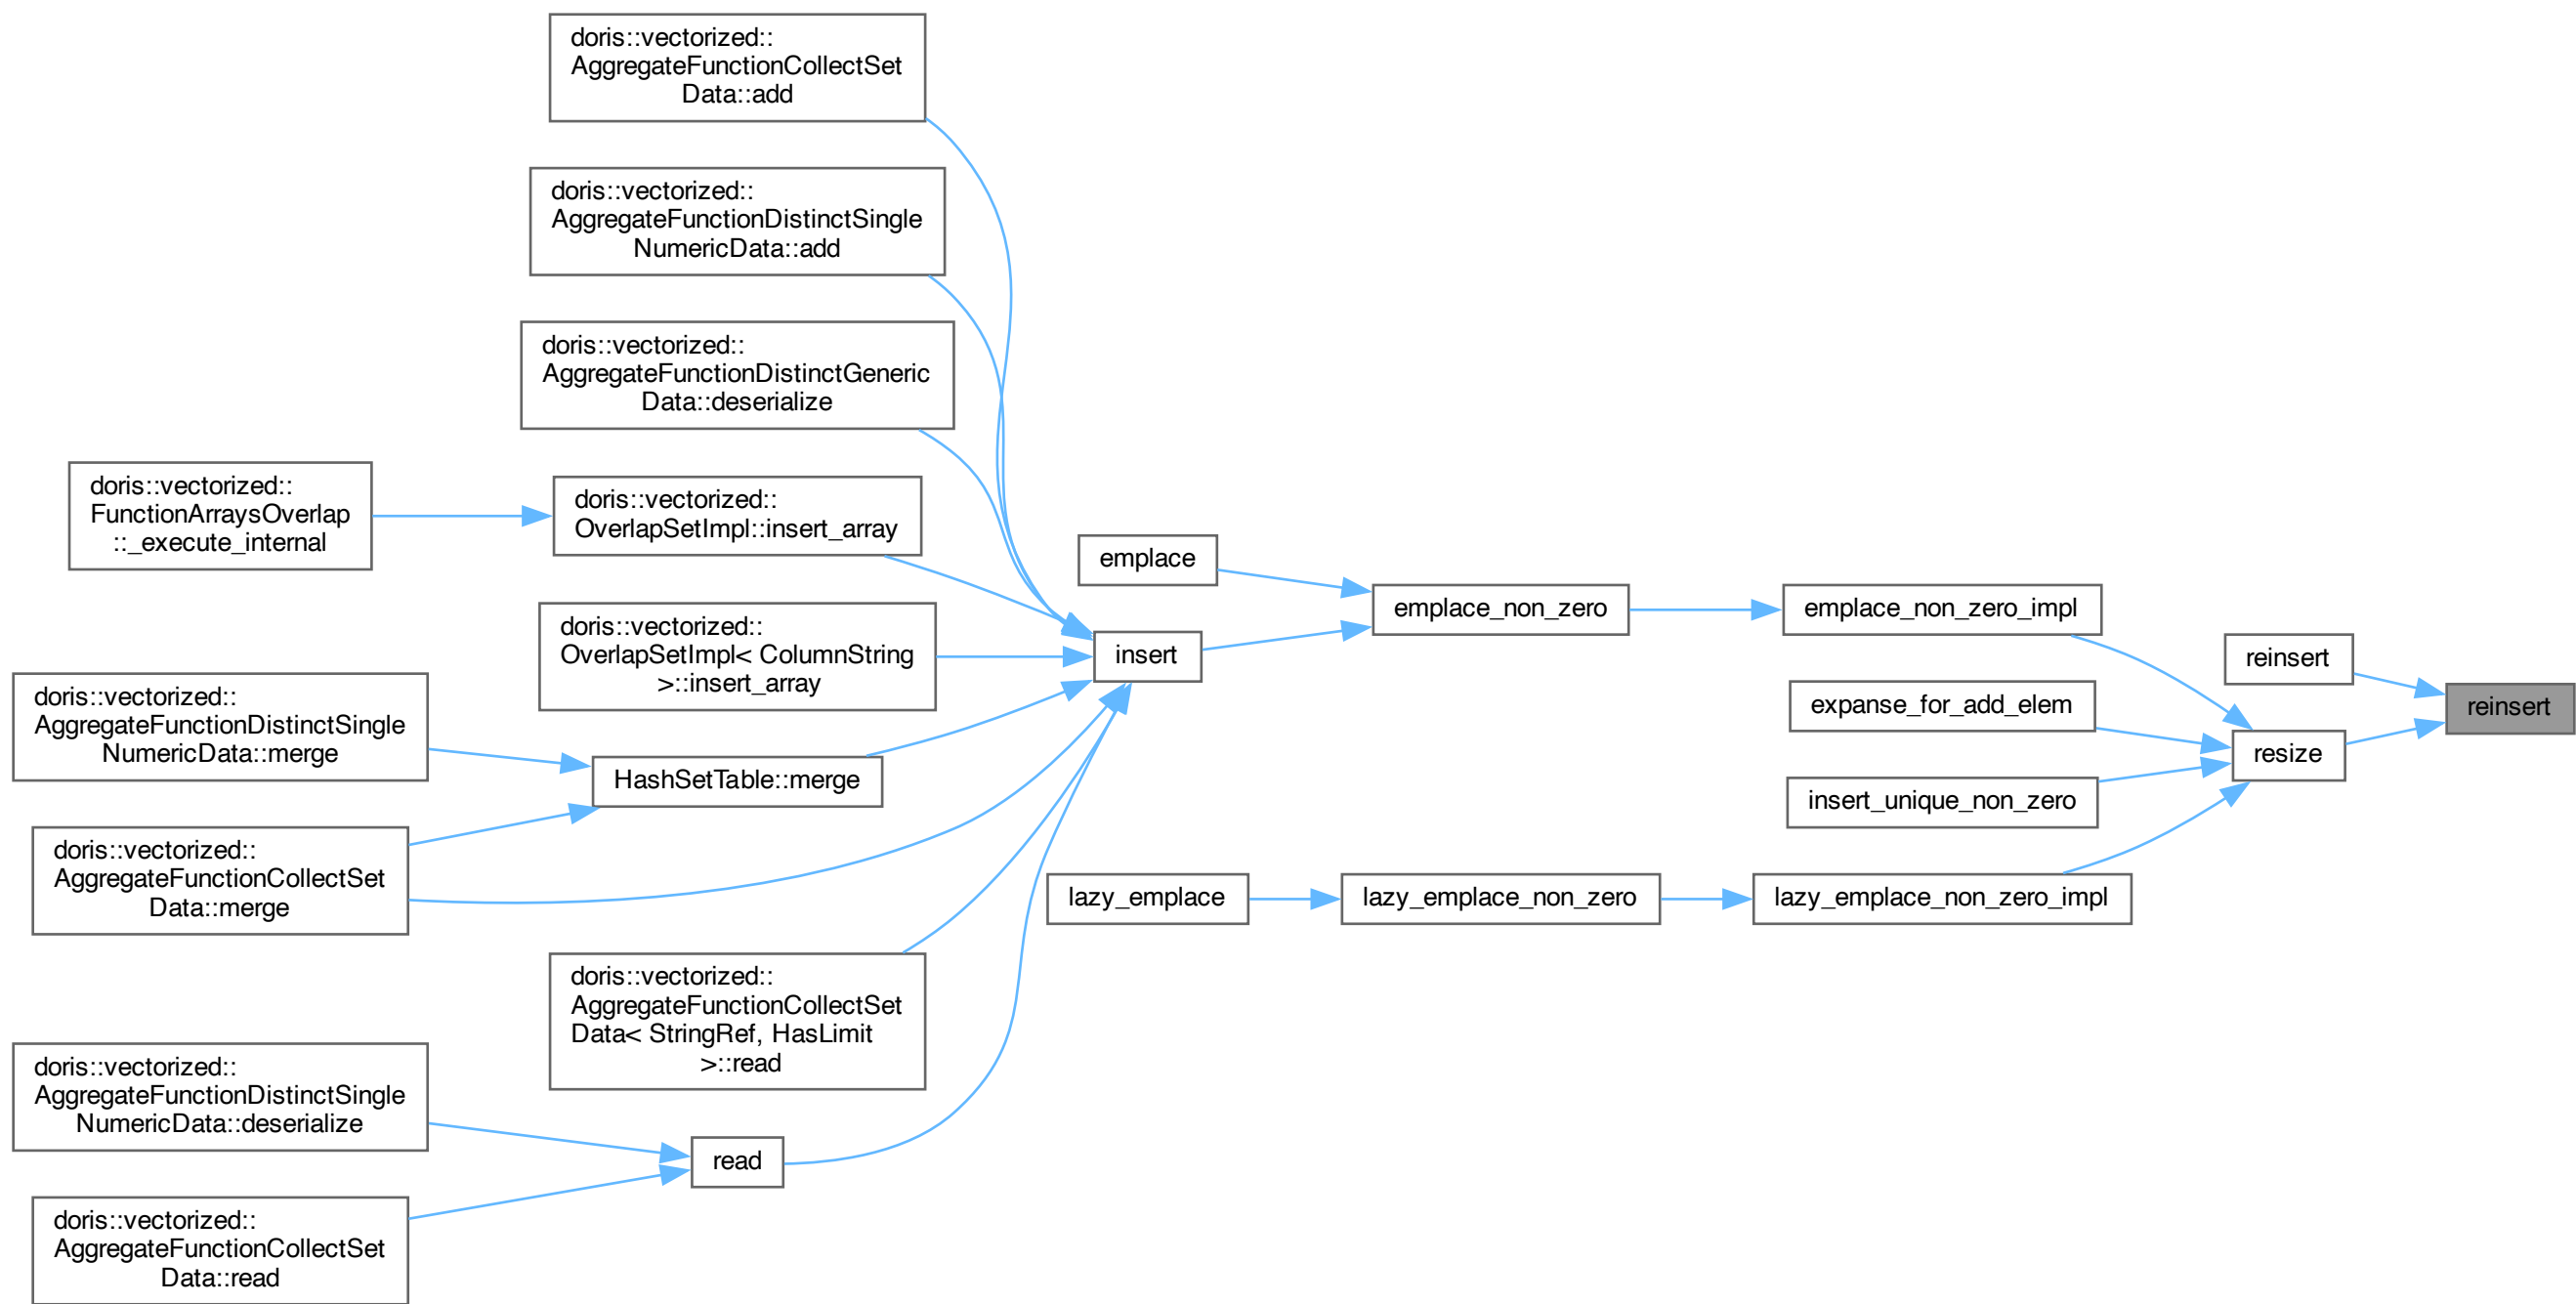 doris::vectorized::
AggregateFunctionCollectSet
Data::add
doris::vectorized::
AggregateFunctionDistinctSingle
NumericData::add
doris::vectorized::
AggregateFunctionDistinctGeneric
Data::deserialize
doris::vectorized::
FunctionArraysOverlap
::_execute_internal
doris::vectorized::
OverlapSetImpl::insert_array
doris::vectorized::
OverlapSetImpl< ColumnString
>::insert_array
doris::vectorized::
AggregateFunctionDistinctSingle
NumericData::merge
HashSetTable::merge
doris::vectorized::
AggregateFunctionCollectSet
Data::merge
doris::vectorized::
AggregateFunctionCollectSet
Data< StringRef, HasLimit
>::read
doris::vectorized::
AggregateFunctionDistinctSingle
NumericData::deserialize
read
doris::vectorized::
AggregateFunctionCollectSet
Data::read
emplace
insert
emplace_non_zero
emplace_non_zero_impl
lazy_emplace
lazy_emplace_non_zero
lazy_emplace_non_zero_impl
expanse_for_add_elem
insert_unique_non_zero
reinsert
resize
reinsert